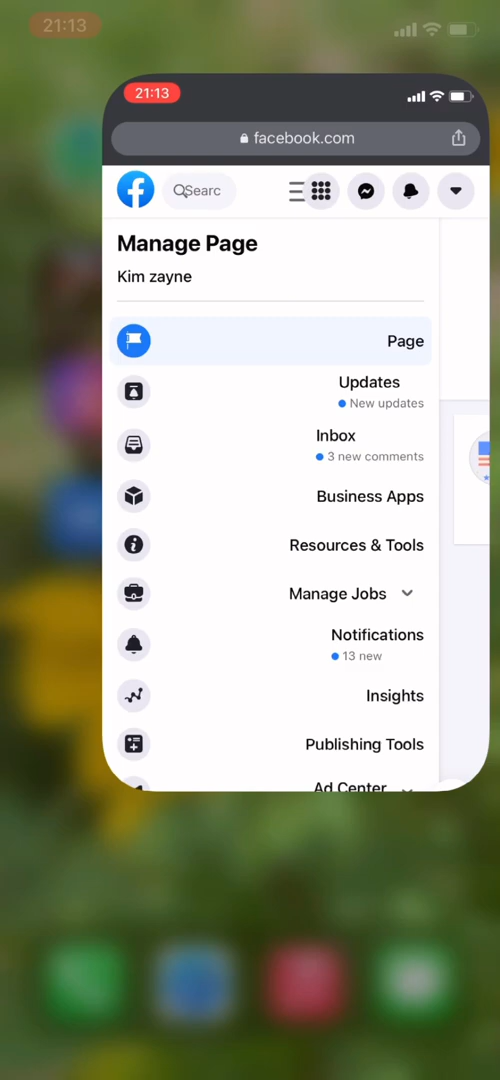 21:13
21:13
facebook.com
Searc
Manage Page
Kim zayne
Page
Updates
New updates
Inbox
3 new comments
Business Apps
Resources & Tools
Manage Jobs
Notifications
13 new
Insights
Publishing Tools
Ad Center